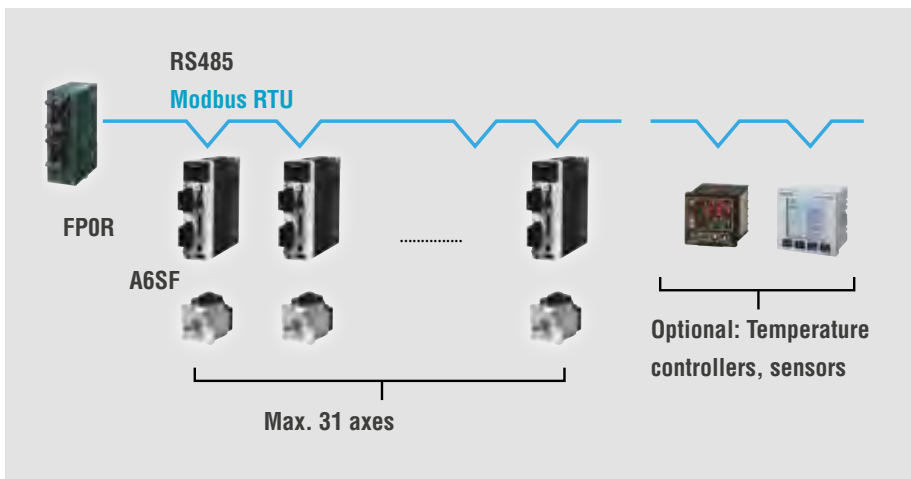 RS485
Modbus RTU
FP0R
A6SF
...............
Optional: Temperature
controllers, sensors
Max. 31 axes